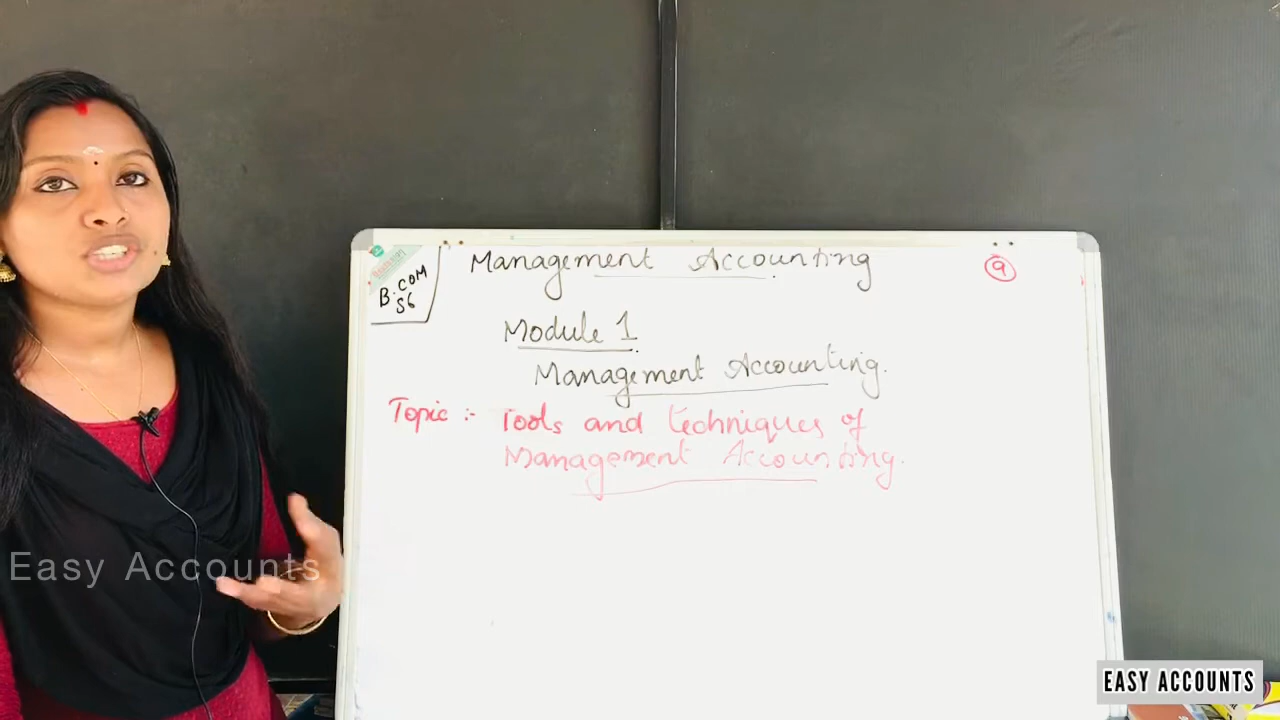 Management Accounting
9
B.COM
S6
Module 1
Management Accounting.
Topic :- Tools and techniques of
Management Accounting.
Easy Accounts
EASY ACCOUNTS